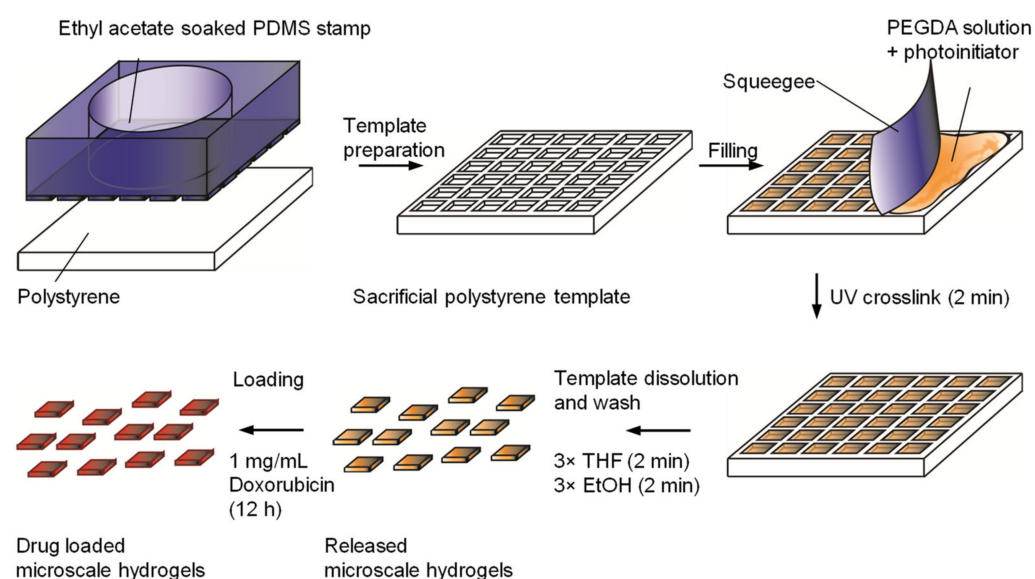 Ethyl acetate soaked PDMS stamp
Polystyrene
Template
preparation
Sacrificial polystyrene template
Filling
Squeegee
PEGDA solution
+ photoinitiator
UV crosslink (2 min)
Template dissolution
and wash
3× THF (2 min)
3× EtOH (2 min)
Released
microscale hydrogels
Loading
1 mg/mL
Doxorubicin
(12 h)
Drug loaded
microscale hydrogels